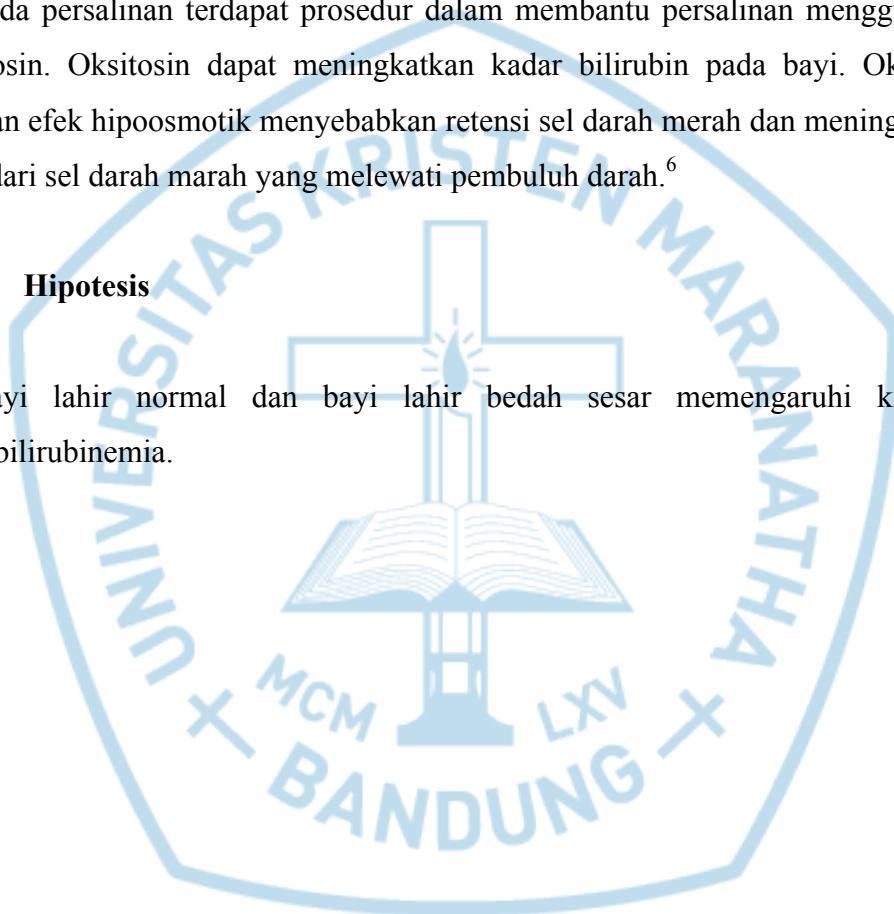 da persalinan terdapat prosedur dalam membantu persalinan mengg
osin. Oksitosin dapat meningkatkan kadar bilirubin pada bayi. Ok
an efek hipoosmotik menyebabkan retensi sel darah merah dan mening
dari sel darah marah yang melewati pembuluh darah.6
Hipotesis
ayi lahir normal dan bayi lahir bedah sesar memengaruhi k
bilirubinemia.
UNIVERSITAS KRISTEN MARANATHA
MCM LXV
BANDUNG